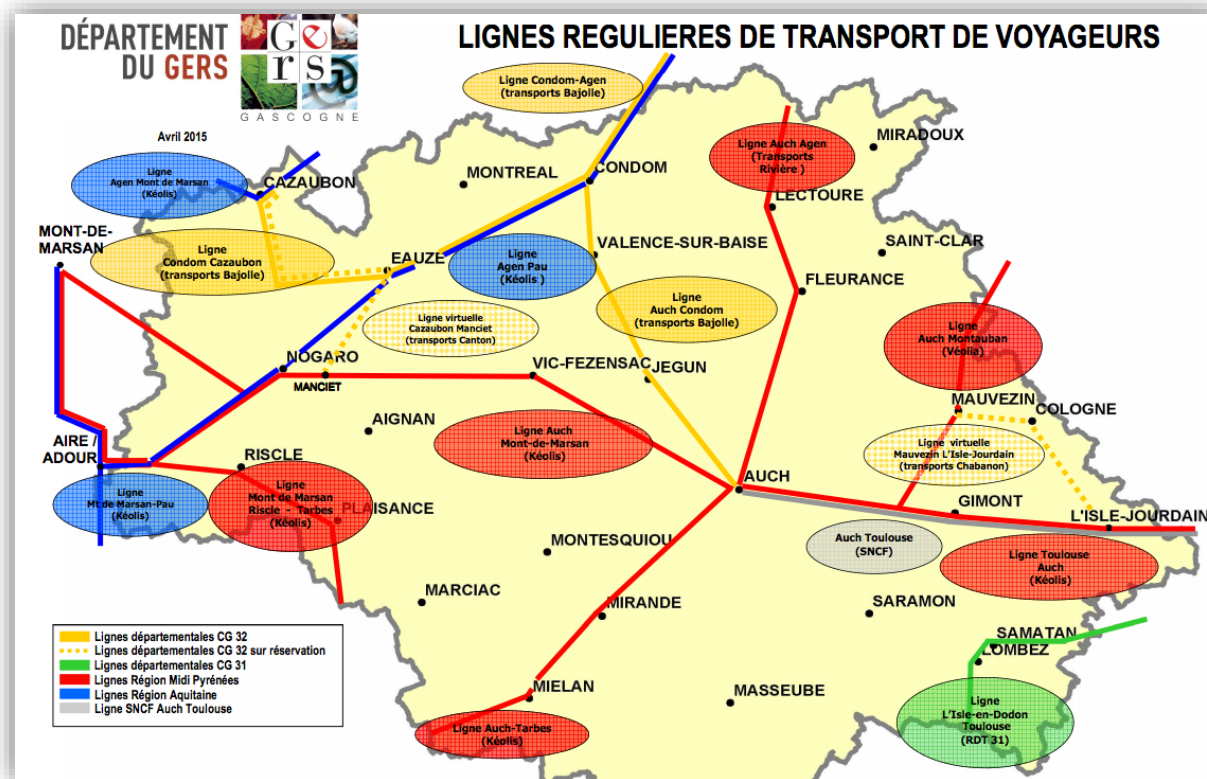 DÉPARTEMENT
DU GERS
Gers
GASCOGNE
LIGNES REGULIERES DE TRANSPORT DE VOYAGEURS
Avril 2015
Ligne Condom-Agen
(transports Bajolle)
Ligne
Agen Mont de Marsan
(Kéolis)
CAZAUBON
MONTREAL
CONDOM
Ligne Auch Agen
(Transports
Rivière )
MIRADOUX
LECTOURE
MONT-DE-
MARSAN
Ligne
Condom Cazaubon
(transports Bajolle)
EAUZE
Ligne
Agen Pau
(Kéolis )
VALENCE-SUR-BAISE
SAINT-CLAR
FLEURANCE
Ligne
Auch Condom
(transports Bajolle)
Ligne virtuelle
Cazaubon Manciet
(transports Canton)
Ligne
Auch Montauban
(Véolia)
NOGARO
MANCIET
VIC-FEZENSAC
JEGUN
MAUVEZIN
COLOGNE
AIGNAN
Ligne Auch
Mont-de-Marsan
(Kéolis)
Ligne virtuelle
Mauvezin L'Isle-Jourdain
(transports Chabanon)
AIRE /
ADOUR
RISCLE
AUCH
Ligne
Mt de Marsan-Pau
(Kéolis)
Ligne
Mont de Marsan
Riscle - Tarbes
(Kéolis)
PLAISANCE
GIMONT
L'ISLE-JOURDAIN
MONTESQUIOU
Auch Toulouse
(SNCF)
Ligne Toulouse
Auch
(Kéolis)
MARCIAC
MIRANDE
SARAMON
SAMATAN
LOMBEZ
Lignes départementales CG 32
Lignes départementales CG 32 sur réservation
Lignes départementales CG 31
Lignes Région Midi Pyrénées
Lignes Région Aquitaine
Ligne SNCF Auch Toulouse
MIELAN
MASSEUBE
Ligne Auch-Tarbes
(Kéolis)
Ligne
L'Isle-en-Dodon
Toulouse
(RDT 31)